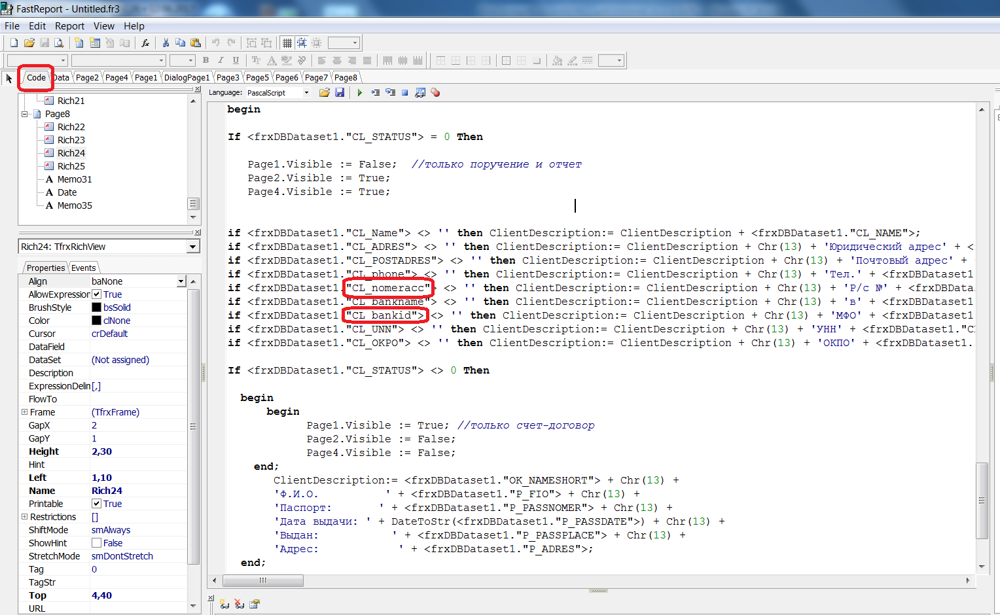 FastReport - Untitled.fr3
File Edit Report View Help
Code Data Page2 Page4 Page1 DialogPage1 Page3 Page5 Page6 Page7 Page8
Language: PascalScript
Rich21
Page8
Rich22
Rich23
Rich24
Rich25
A Memo31
A Date
A Memo35
Rich24: TfrxRichView
Properties Events
Align baNone
AllowExpression True
BrushStyle bsSolid
Color clNone
Cursor crDefault
DataField
DataSet (Not assigned)
Description
ExpressionDelin [,]
FlowTo
Frame (TfrxFrame)
GapX 2
GapY 1
Height 2,30
Hint
Left 1,10
Name Rich24
Printable True
Restrictions []
ShiftMode smAlways
ShowHint False
StretchMode smDontStretch
Tag 0
TagStr
Top 4,40
URL
begin
If <frxDBDataset1."CL_STATUS"> = 0 Then
Page1.Visible := False; //только поручение и отчет
Page2.Visible := True;
Page4.Visible := True;
if <frxDBDataset1."CL_Name"> <> '' then ClientDescription:= ClientDescription + <frxDBDataset1."CL_NAME">;
if <frxDBDataset1."CL_ADRES"> <> '' then ClientDescription:= ClientDescription + Chr(13) + 'Юридический адрес' + <
if <frxDBDataset1."CL_POSTADRES"> <> '' then ClientDescription:= ClientDescription + Chr(13) + 'Почтовый адрес' +
if <frxDBDataset1."CL_phone"> <> '' then ClientDescription:= ClientDescription + Chr(13) + 'Тел.' + <frxDBDataset1
if <frxDBDataset1."CL_nomeracc"> <> '' then ClientDescription:= ClientDescription + Chr(13) + 'Р/с №' + <frxDBData
if <frxDBDataset1."CL_bankname"> <> '' then ClientDescription:= ClientDescription + Chr(13) + 'в' + <frxDBDataset1
if <frxDBDataset1."CL_bankid"> <> '' then ClientDescription:= ClientDescription + Chr(13) + 'МФО' + <frxDBDataset1
if <frxDBDataset1."CL_UNN"> <> '' then ClientDescription:= ClientDescription + Chr(13) + 'УНН' + <frxDBDataset1."C
if <frxDBDataset1."CL_OKPO"> <> '' then ClientDescription:= ClientDescription + Chr(13) + 'ОКПО' + <frxDBDataset1.
If <frxDBDataset1."CL_STATUS"> <> 0 Then
begin
begin
Page1.Visible := True; //только счет-договор
Page2.Visible := False;
Page4.Visible := False;
end;
ClientDescription:= <frxDBDataset1."OK_NAMESHORT"> + Chr(13) +
'Ф.И.О. ' + <frxDBDataset1."P_FIO"> + Chr(13) +
'Паспорт: ' + <frxDBDataset1."P_PASSNOMER"> + Chr(13) +
'Дата выдачи: ' + DateToStr(<frxDBDataset1."P_PASSDATE">) + Chr(13) +
'Выдан: ' + <frxDBDataset1."P_PASSPLACE"> + Chr(13) +
'Адрес: ' + <frxDBDataset1."P_ADRES">;
end;